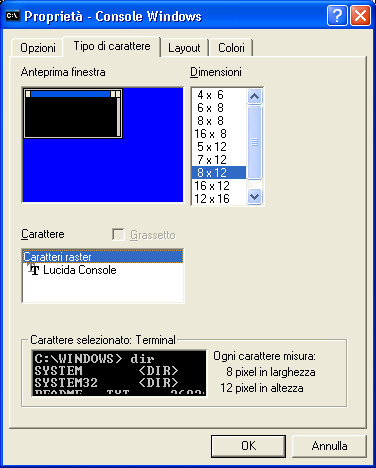 Proprietà - Console Windows
Opzioni Tipo di carattere Layout Colori
Anteprima finestra
Dimensioni
4 x 6
6 x 8
8 x 8
16 x 8
5 x 12
7 x 12
8 x 12
16 x 12
12 x 16
Carattere
Grassetto
Caratteri raster
Lucida Console
Carattere selezionato: Terminal
C:\WINDOWS> dir
SYSTEM <DIR>
SYSTEM32 <DIR>
README TXT
Ogni carattere misura:
8 pixel in larghezza
12 pixel in altezza
OK Annulla